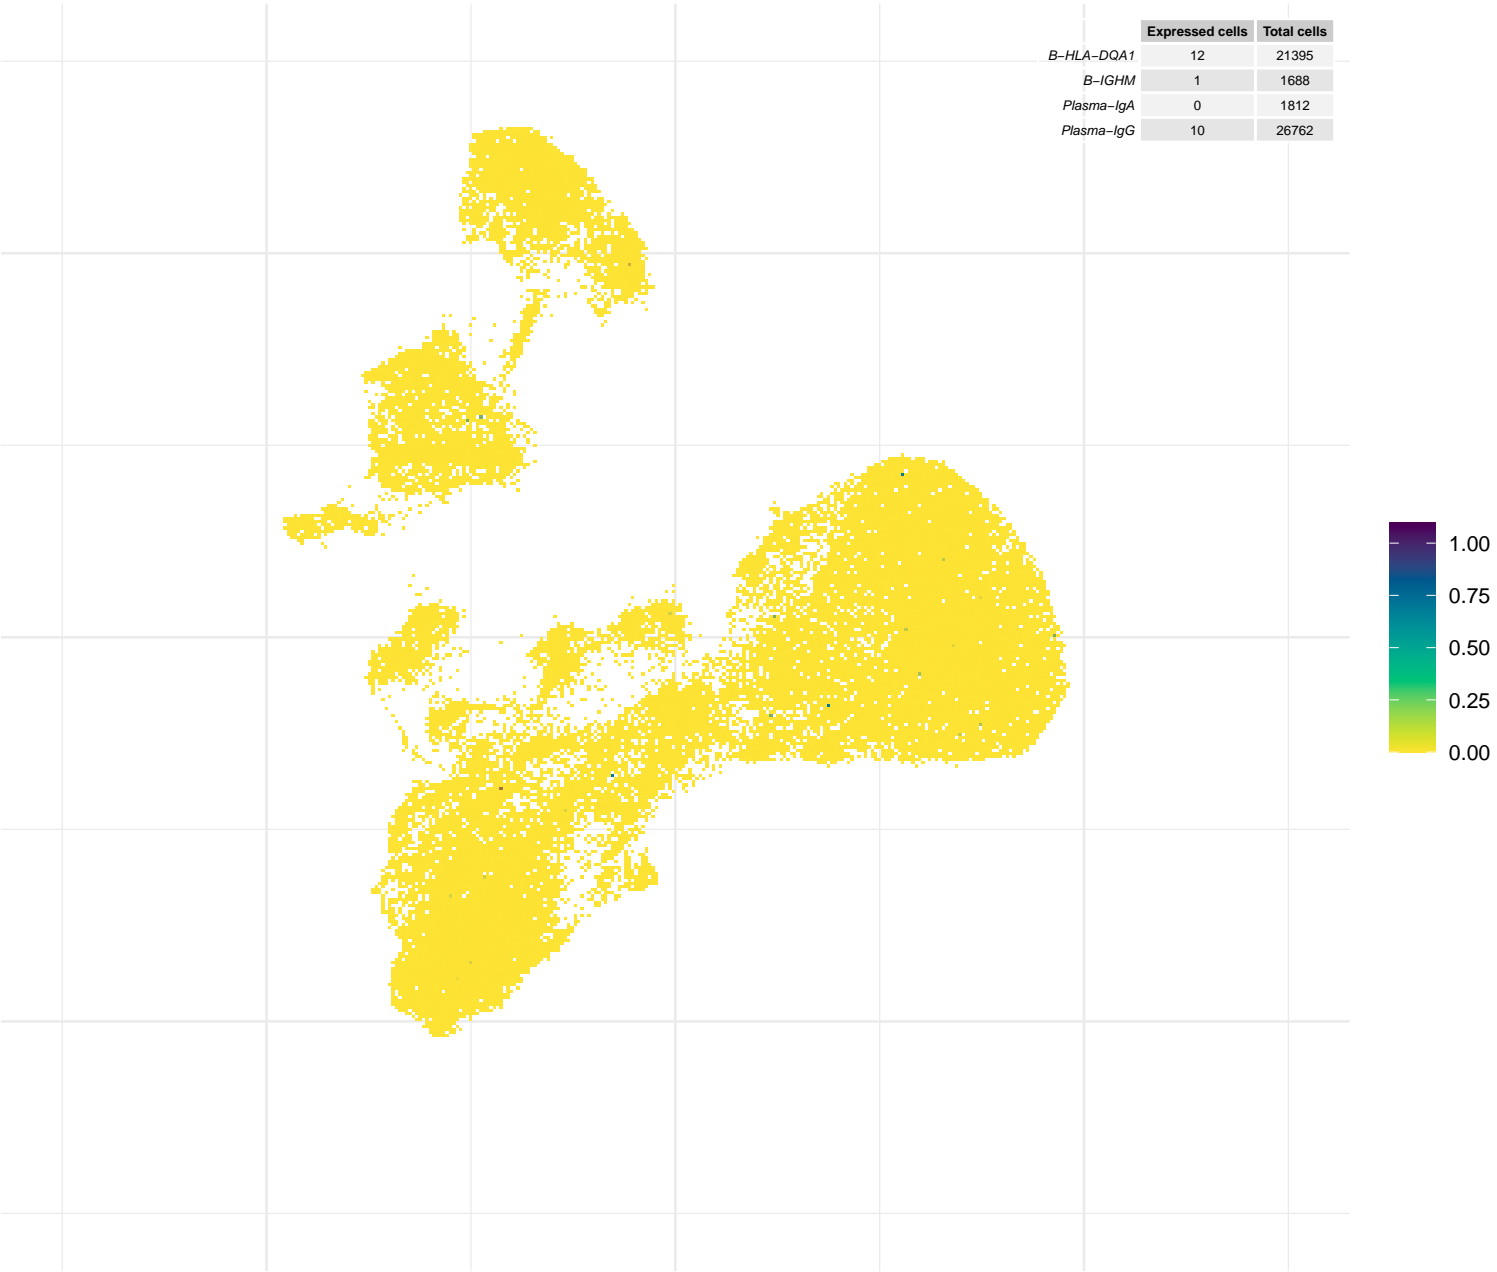 Expressed cells Total cells
B−HLA−DQA1 12 21395
B−IGHM 1 1688
Plasma−IgA 0 1812
Plasma−IgG 10 26762
1.00
0.75
0.50
0.25
0.00